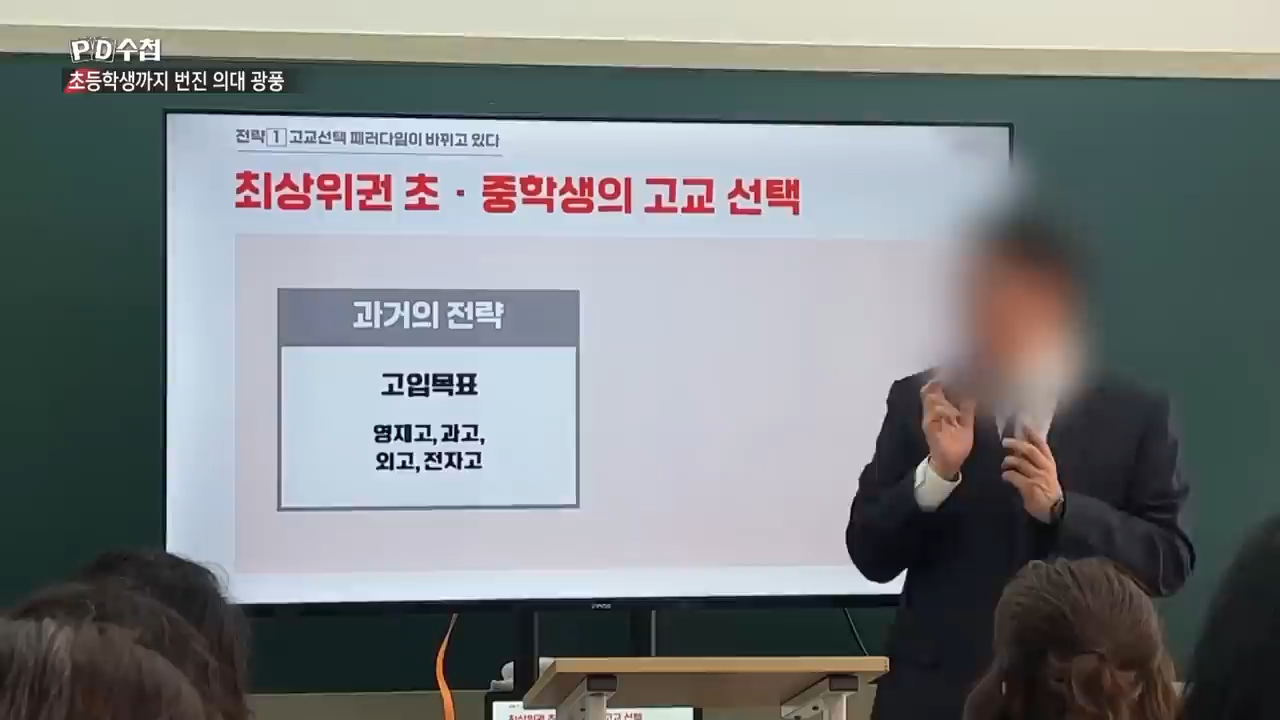 PD수첩
초등학생까지 번진 의대 광풍
전략 1 고교선택 패러다임이 바뀌고 있다
최상위권 초 · 중학생의 고교 선택
과거의 전략
고입목표
영재고, 과고,
외고, 전자고